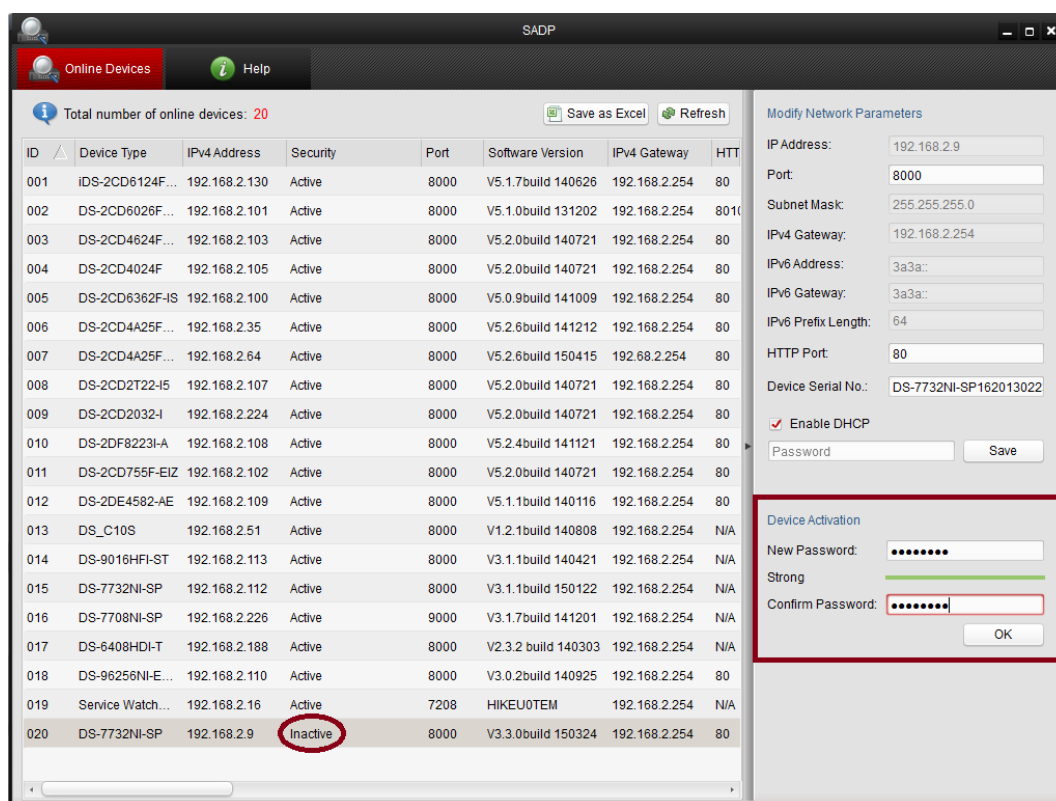 SADP
Online Devices Help
Total number of online devices: 20 Save as Excel Refresh
ID Device Type IPv4 Address Security Port Software Version IPv4 Gateway HTT
001 iDS-2CD6124F... 192.168.2.130 Active 8000 V5.1.7build 140626 192.168.2.254 80
002 DS-2CD6026F... 192.168.2.101 Active 8000 V5.1.0build 131202 192.168.2.254 8010
003 DS-2CD4624F... 192.168.2.103 Active 8000 V5.2.0build 140721 192.168.2.254 80
004 DS-2CD4024F 192.168.2.105 Active 8000 V5.2.0build 140721 192.168.2.254 80
005 DS-2CD6362F-IS 192.168.2.100 Active 8000 V5.0.9build 141009 192.168.2.254 80
006 DS-2CD4A25F... 192.168.2.35 Active 8000 V5.2.6build 141212 192.168.2.254 80
007 DS-2CD4A25F... 192.168.2.64 Active 8000 V5.2.6build 150415 192.68.2.254 80
008 DS-2CD2T22-I5 192.168.2.107 Active 8000 V5.2.0build 140721 192.168.2.254 80
009 DS-2CD2032-I 192.168.2.224 Active 8000 V5.2.0build 140721 192.168.2.254 80
010 DS-2DF8223I-A 192.168.2.108 Active 8000 V5.2.4build 141121 192.168.2.254 80
011 DS-2CD755F-EIZ 192.168.2.102 Active 8000 V5.2.0build 140721 192.168.2.254 80
012 DS-2DE4582-AE 192.168.2.109 Active 8000 V5.1.1build 140116 192.168.2.254 80
013 DS_C10S 192.168.2.51 Active 8000 V1.2.1build 140808 192.168.2.254 N/A
014 DS-9016HFI-ST 192.168.2.113 Active 8000 V3.1.1build 140421 192.168.2.254 N/A
015 DS-7732NI-SP 192.168.2.112 Active 8000 V3.1.1build 150122 192.168.2.254 N/A
016 DS-7708NI-SP 192.168.2.226 Active 9000 V3.1.7build 141201 192.168.2.254 N/A
017 DS-6408HDI-T 192.168.2.188 Active 8000 V2.3.2 build 140303 192.168.2.254 N/A
018 DS-96256NI-E... 192.168.2.110 Active 8000 V3.0.2build 140925 192.168.2.254 80
019 Service Watch... 192.168.2.16 Active 7208 HIKEU0TEM 192.168.2.254 N/A
020 DS-7732NI-SP 192.168.2.9 Inactive 8000 V3.3.0build 150324 192.168.2.254 80
Modify Network Parameters
IP Address: 192.168.2.9
Port: 8000
Subnet Mask: 255.255.255.0
IPv4 Gateway: 192.168.2.254
IPv6 Address: 3a3a::
IPv6 Gateway: 3a3a::
IPv6 Prefix Length: 64
HTTP Port: 80
Device Serial No.: DS-7732NI-SP162013022
Enable DHCP
Password Save
Device Activation
New Password: ●●●●●●●●
Strong
Confirm Password: ●●●●●●●●
OK